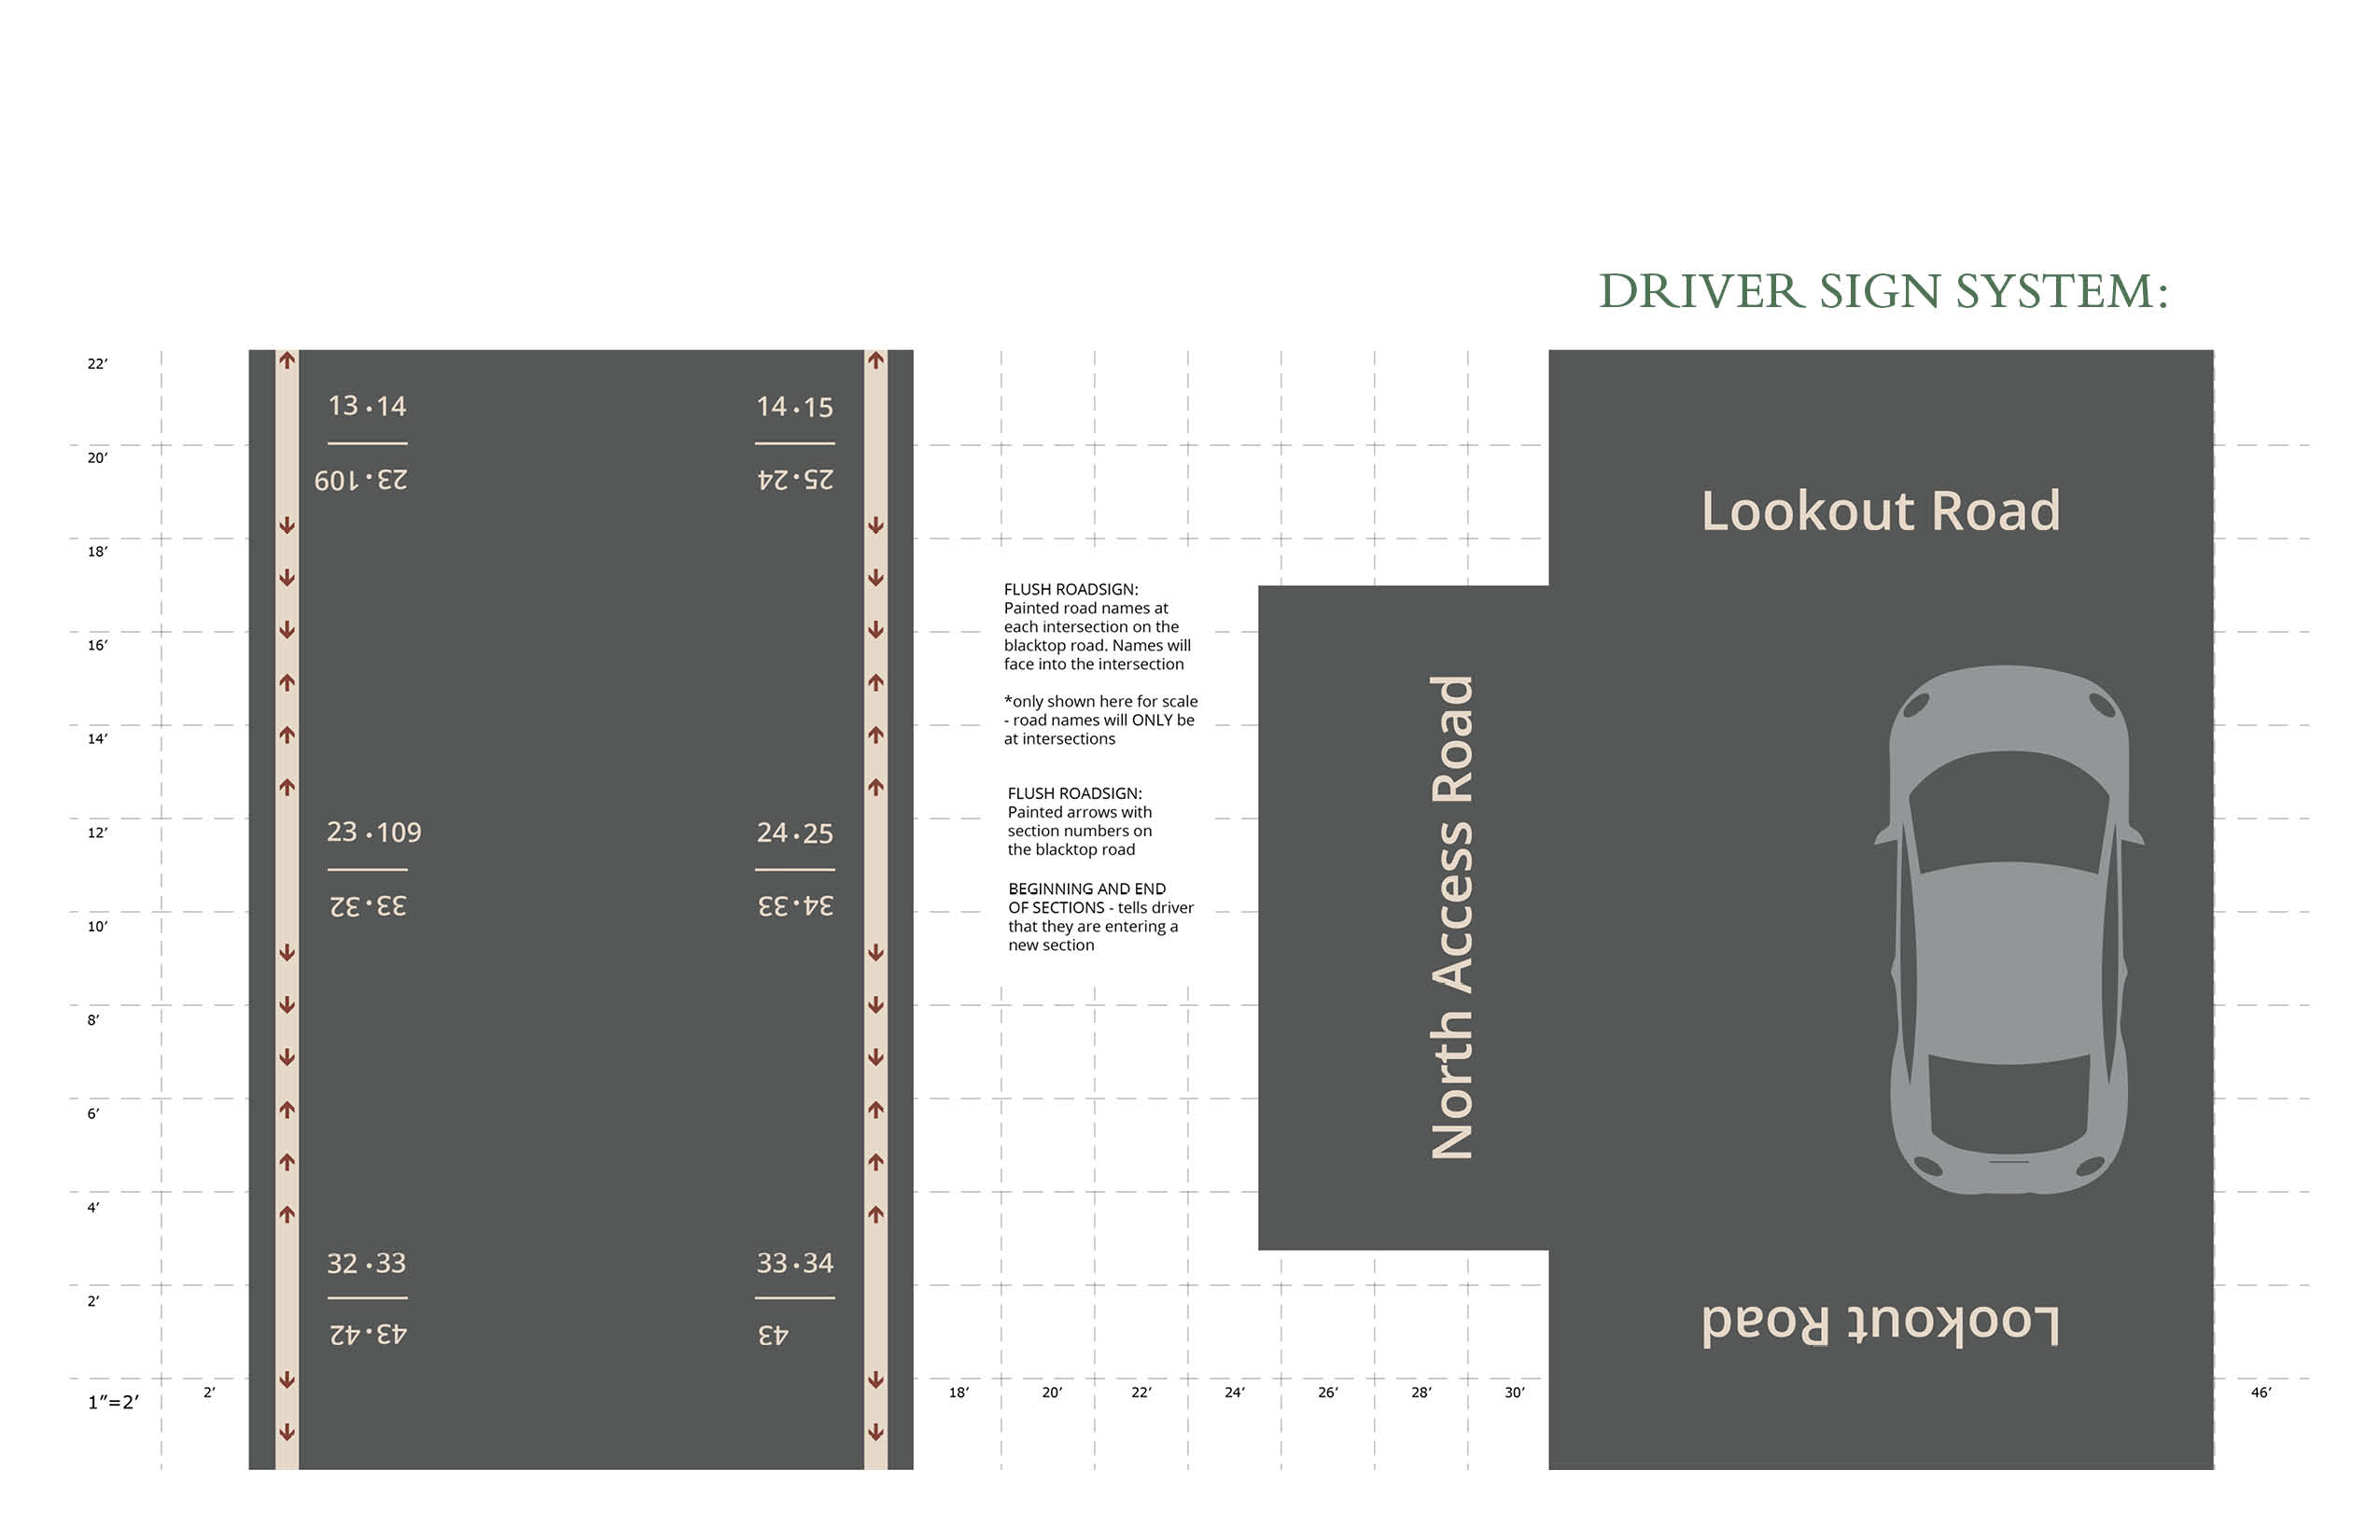 DRIVER SIGN SYSTEM:
22’
20’
18’
16’
14’
12’
10’
8’
6’
4’
2’
1”=2’
2’
13•14
23•109
14•15
25•24
23•109
33•32
24•25
34•33
32•33
43•42
33•34
43
FLUSH ROADSIGN:
Painted road names at
each intersection on the
blacktop road. Names will
face into the intersection
*only shown here for scale
- road names will ONLY be
at intersections
FLUSH ROADSIGN:
Painted arrows with
section numbers on
the blacktop road
BEGINNING AND END
OF SECTIONS - tells driver
that they are entering a
new section
18’
20’
22’
24’
26’
28’
30’
46’
North Access Road
Lookout Road
Lookout Road